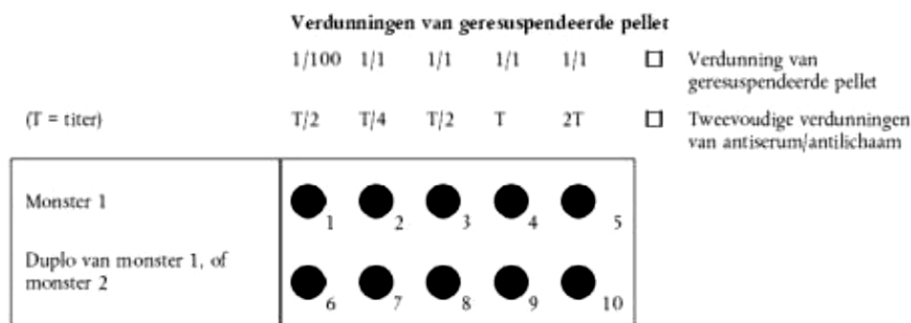 Verdunningen van geresuspendeerde pellet
1/100 1/1 1/1 1/1 1/1 □ Verdunning van
geresuspendeerde pellet
(T = titer) T/2 T/4 T/2 T 2T □ Tweevoudige verdunningen
van antiserum/antilichaam
Monster 1
1 2 3 4 5
Duplo van monster 1, of
monster 2
6 7 8 9 10